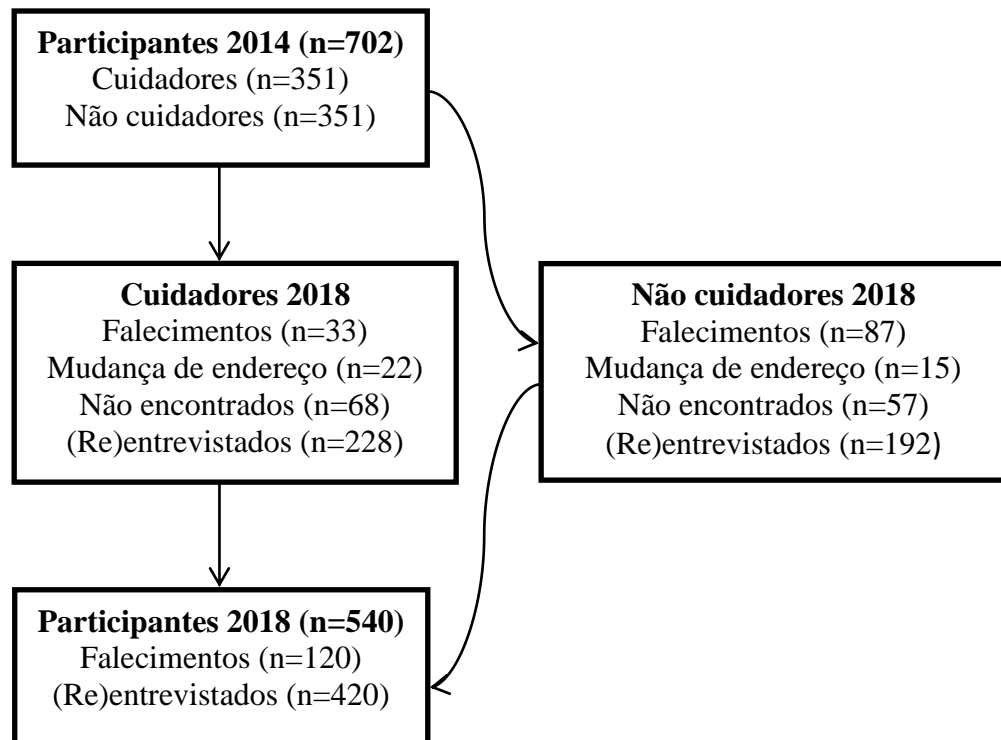 Participantes 2014 (n=702)
Cuidadores (n=351)
Não cuidadores (n=351)
Cuidadores 2018
Falecimentos (n=33)
Mudança de endereço (n=22)
Não encontrados (n=68)
(Re)entrevistados (n=228)
Não cuidadores 2018
Falecimentos (n=87)
Mudança de endereço (n=15)
Não encontrados (n=57)
(Re)entrevistados (n=192)
Participantes 2018 (n=540)
Falecimentos (n=120)
(Re)entrevistados (n=420)